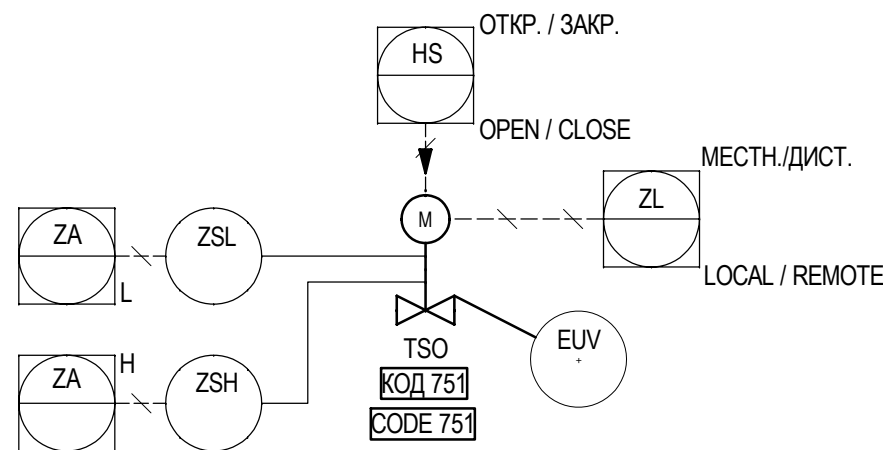 ОТКР. / ЗАКР.
HS
OPEN / CLOSE
МЕСТН./ДИСТ.
ZL
LOCAL / REMOTE
M
ZA
L
ZSL
ZA
H
ZSH
TSO
КОД 751
CODE 751
EUV